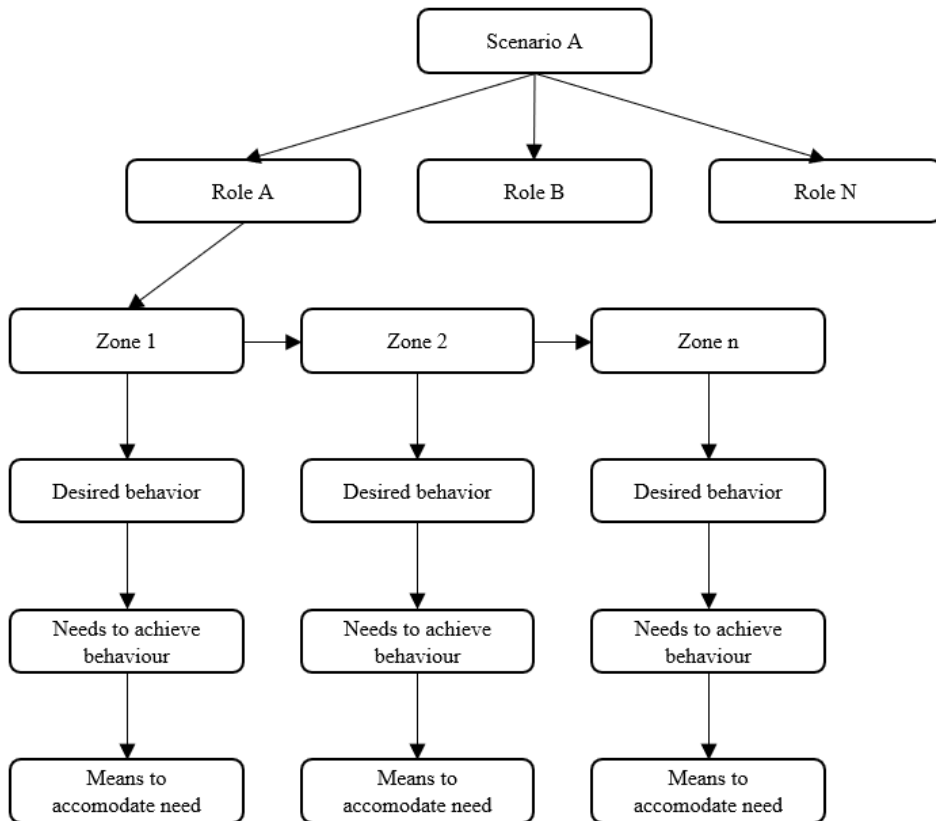 Scenario A
Role A
Role B
Role N
Zone 1
Zone 2
Zone n
Desired behavior
Desired behavior
Desired behavior
Needs to achieve
behaviour
Needs to achieve
behaviour
Needs to achieve
behaviour
Means to
accomodate need
Means to
accomodate need
Means to
accomodate need